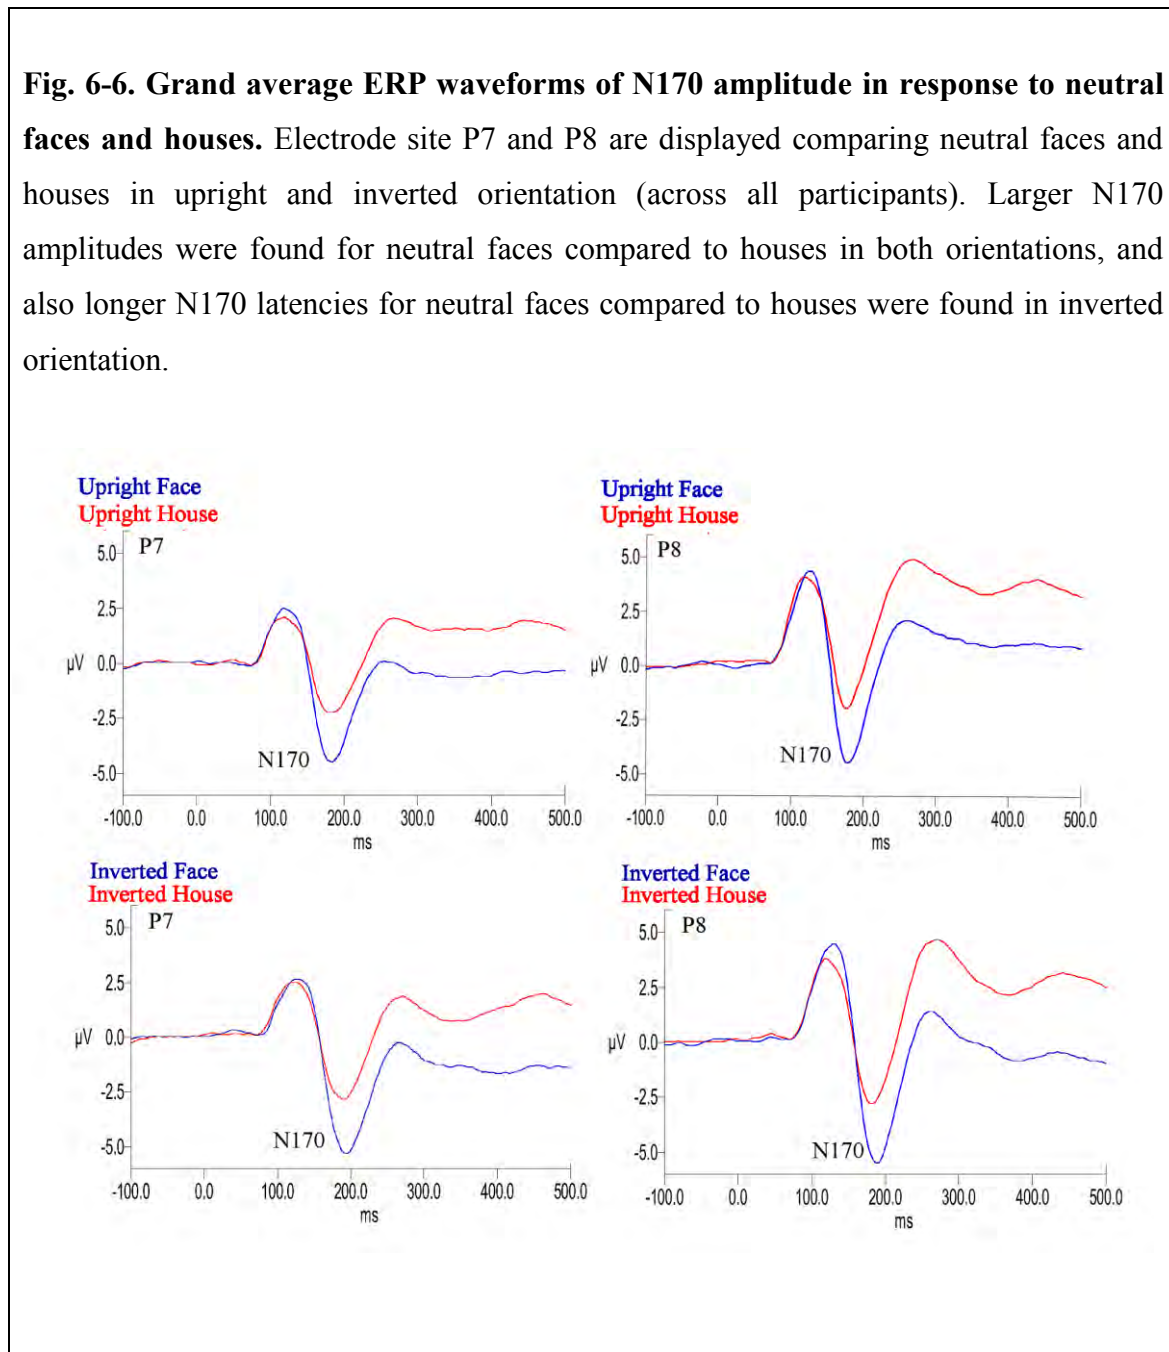 Fig. 6-6. Grand average ERP waveforms of N170 amplitude in response to neutral
faces and houses. Electrode site P7 and P8 are displayed comparing neutral faces and
houses in upright and inverted orientation (across all participants). Larger N170
amplitudes were found for neutral faces compared to houses in both orientations, and
also longer N170 latencies for neutral faces compared to houses were found in inverted
orientation.
Upright Face
Upright House
P7
5.0
2.5
µV 0.0
-2.5
-5.0
N170
-100.0 0.0 100.0 200.0 300.0 400.0 500.0
ms
Upright Face
Upright House
P8
5.0
2.5
µV 0.0
-2.5
-5.0
N170
-100.0 0.0 100.0 200.0 300.0 400.0 500.0
ms
Inverted Face
Inverted House
P7
5.0
2.5
µV 0.0
-2.5
-5.0
N170
-100.0 0.0 100.0 200.0 300.0 400.0 500.0
ms
Inverted Face
Inverted House
P8
5.0
2.5
µV 0.0
-2.5
-5.0
N170
-100.0 0.0 100.0 200.0 300.0 400.0 500.0
ms